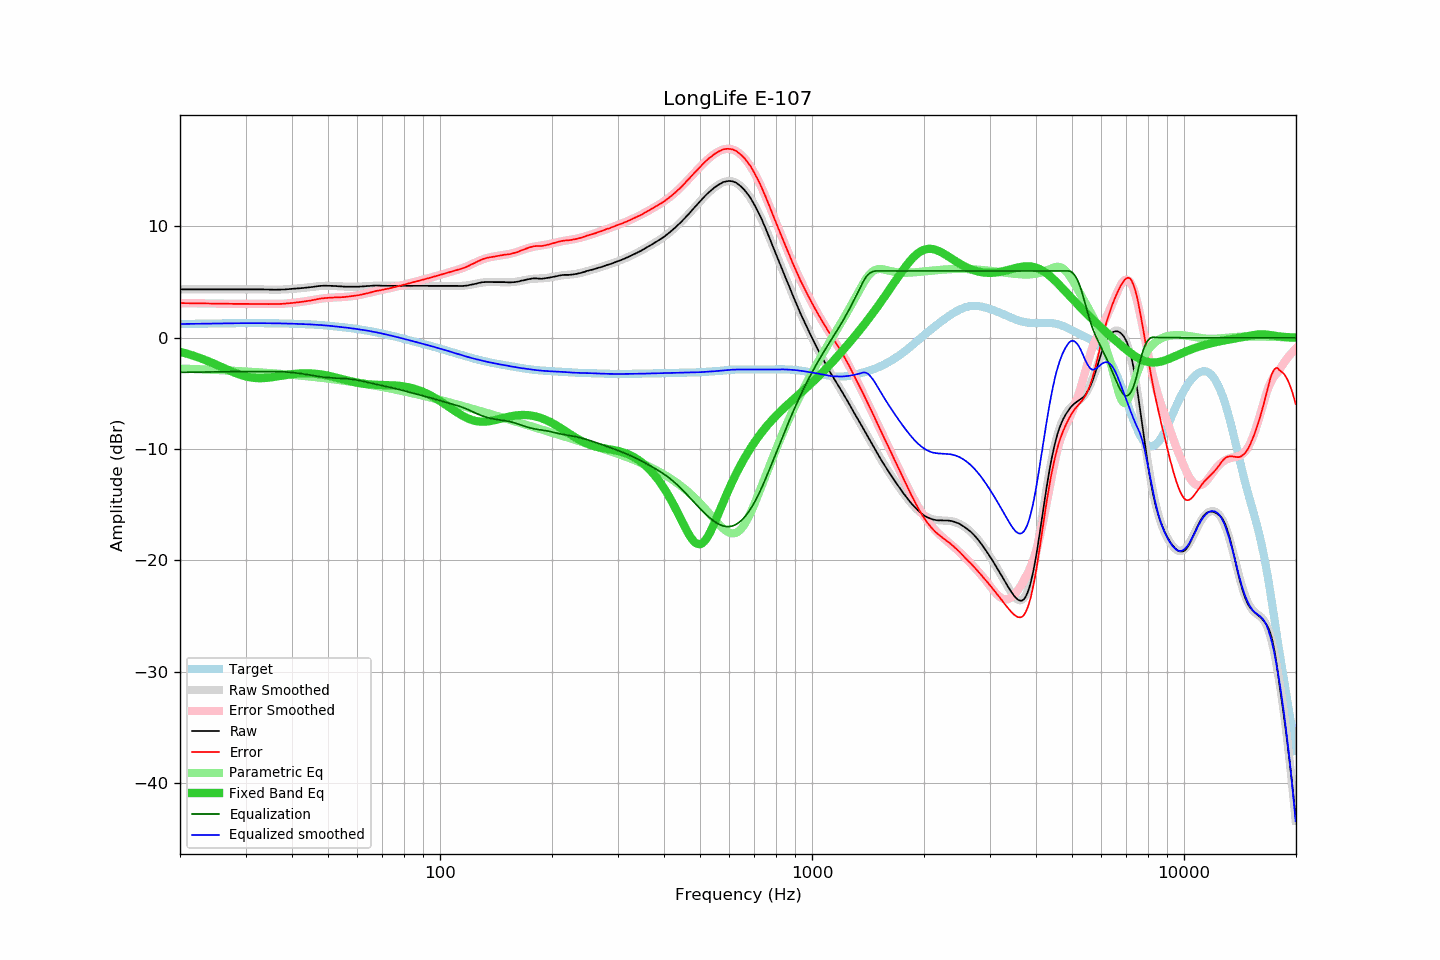 LongLife E-107
10
0
−10
−20
−30
−40
Amplitude (dBr)
Target
Raw Smoothed
Error Smoothed
Raw
Error
Parametric Eq
Fixed Band Eq
Equalization
Equalized smoothed
100 1000 10000
Frequency (Hz)